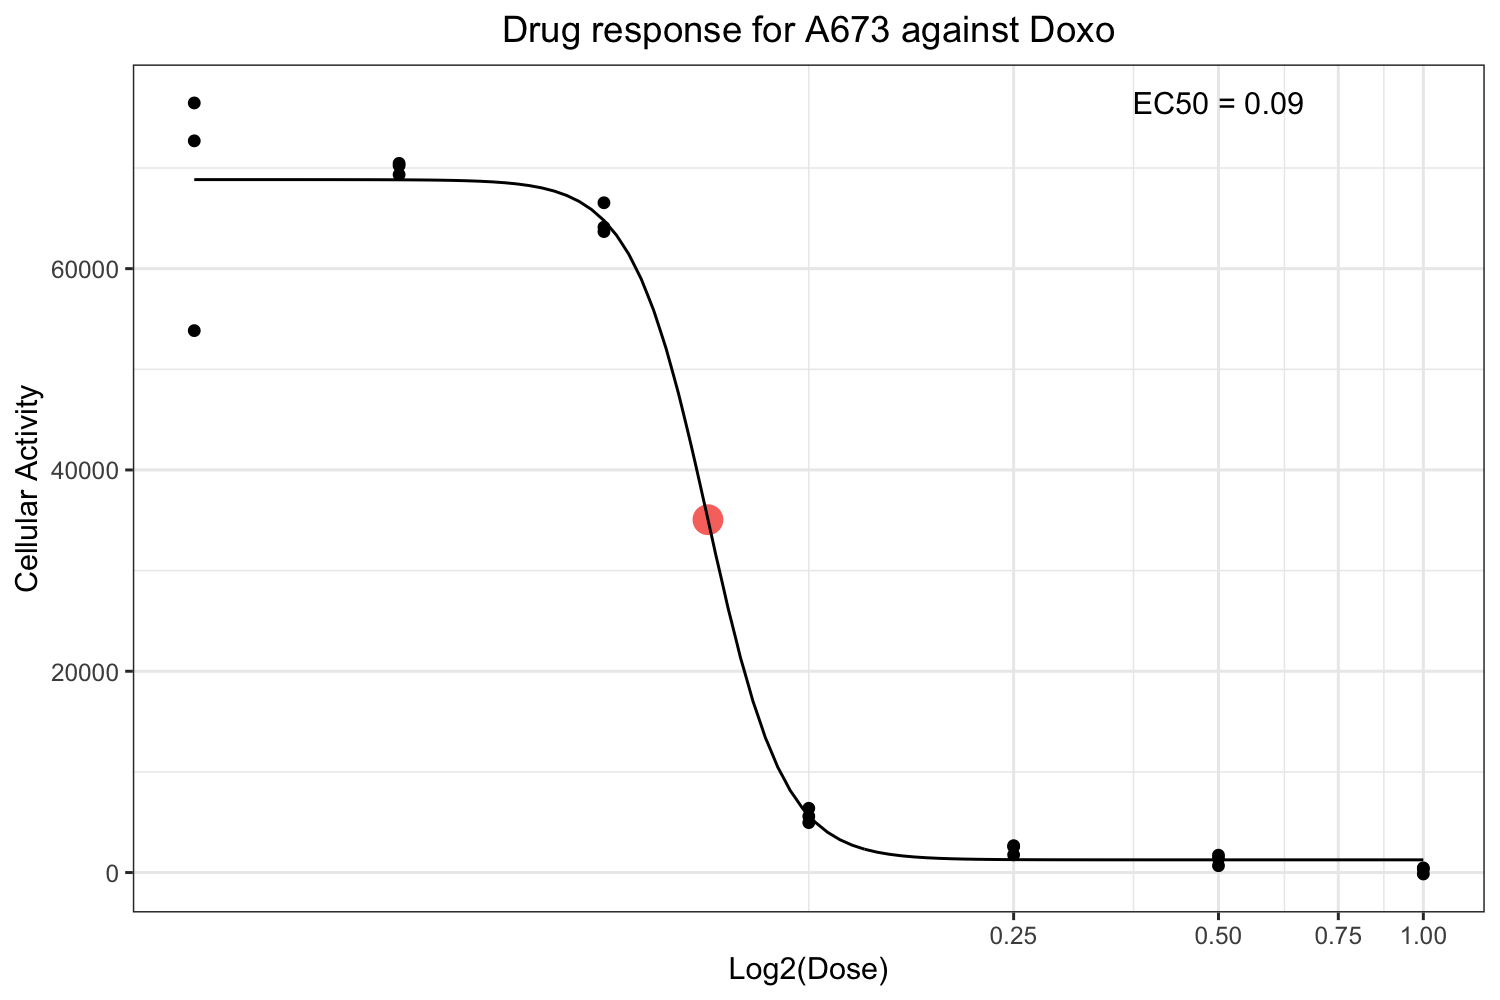 Drug response for A673 against Doxo
EC50 = 0.09
Cellular Activity
60000
40000
20000
0
0.25 0.50 0.75 1.00
Log2(Dose)